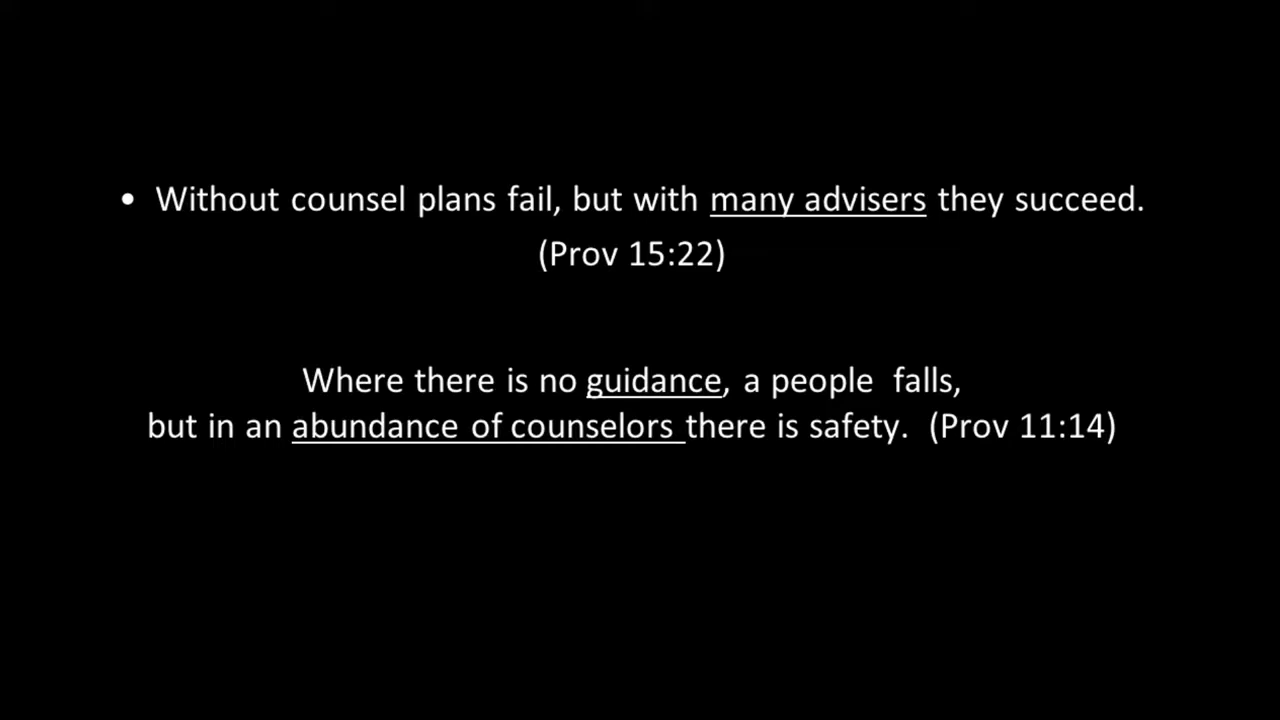 • Without counsel plans fail, but with many advisers they succeed.
(Prov 15:22)
Where there is no guidance, a people  falls,
but in an abundance of counselors there is safety.  (Prov 11:14)